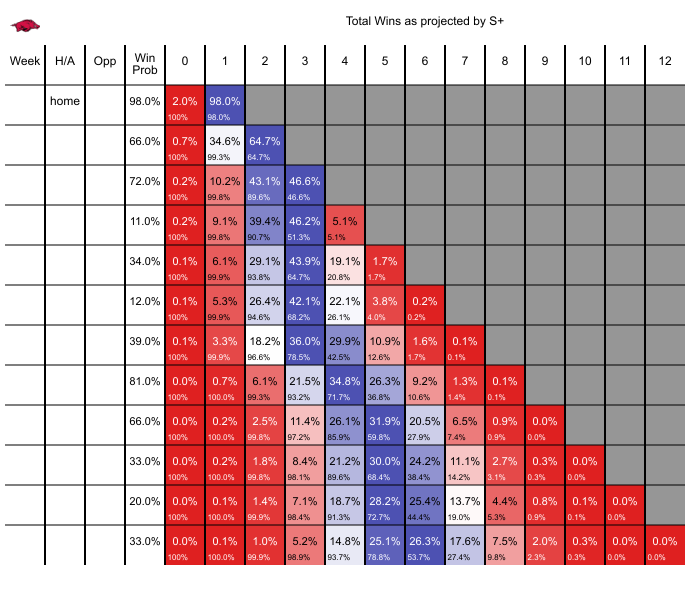 Total Wins as projected by S+
Week H/A Opp Win Prob 0 1 2 3 4 5 6 7 8 9 10 11 12
home 98.0% 2.0% 98.0%
100% 98.0%
66.0% 0.7% 34.6% 64.7%
100% 99.3% 64.7%
72.0% 0.2% 10.2% 43.1% 46.6%
100% 99.8% 89.6% 46.6%
11.0% 0.2% 9.1% 39.4% 46.2% 5.1%
100% 99.8% 90.7% 51.3% 5.1%
34.0% 0.1% 6.1% 29.1% 43.9% 19.1% 1.7%
100% 99.9% 93.8% 64.7% 20.8% 1.7%
12.0% 0.1% 5.3% 26.4% 42.1% 22.1% 3.8% 0.2%
100% 99.9% 94.6% 68.2% 26.1% 4.0% 0.2%
39.0% 0.1% 3.3% 18.2% 36.0% 29.9% 10.9% 1.6% 0.1%
100% 99.9% 96.6% 78.5% 42.5% 12.6% 1.7% 0.1%
81.0% 0.0% 0.7% 6.1% 21.5% 34.8% 26.3% 9.2% 1.3% 0.1%
100% 100.0% 99.3% 93.2% 71.7% 36.8% 10.6% 1.4% 0.1%
66.0% 0.0% 0.2% 2.5% 11.4% 26.1% 31.9% 20.5% 6.5% 0.9% 0.0%
100% 100.0% 99.8% 97.2% 85.9% 59.8% 27.9% 7.4% 0.9% 0.0%
33.0% 0.0% 0.2% 1.8% 8.4% 21.2% 30.0% 24.2% 11.1% 2.7% 0.3% 0.0%
100% 100.0% 99.8% 98.1% 89.6% 68.4% 38.4% 14.2% 3.1% 0.3% 0.0%
20.0% 0.0% 0.1% 1.4% 7.1% 18.7% 28.2% 25.4% 13.7% 4.4% 0.8% 0.1% 0.0%
100% 100.0% 99.9% 98.4% 91.3% 72.7% 44.4% 19.0% 5.3% 0.9% 0.1% 0.0%
33.0% 0.0% 0.1% 1.0% 5.2% 14.8% 25.1% 26.3% 17.6% 7.5% 2.0% 0.3% 0.0% 0.0%
100% 100.0% 99.9% 98.9% 93.7% 78.8% 53.7% 27.4% 9.8% 2.3% 0.3% 0.0% 0.0%